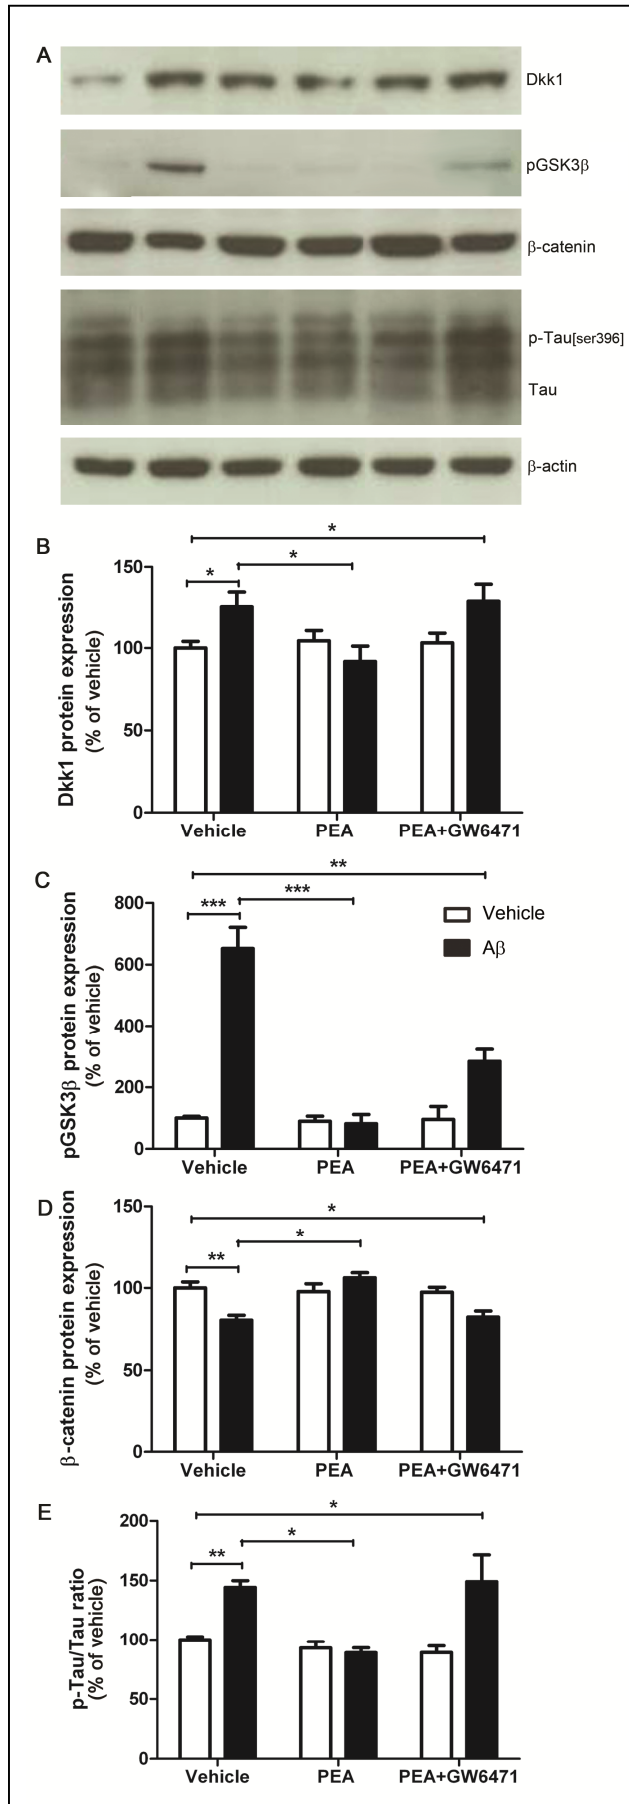 A
Dkk1
pGSK3β
β-catenin
p-Tau[ser396]
Tau
β-actin
B
Dkk1 protein expression
(% of vehicle)
150
100
50
0
*
*
*
Vehicle
PEA
PEA+GW6471
C
pGSK3β protein expression
(% of vehicle)
800
600
400
200
0
**
***
***
Vehicle
Aβ
Vehicle
PEA
PEA+GW6471
D
β-catenin protein expression
(% of vehicle)
150
100
50
0
*
*
**
Vehicle
PEA
PEA+GW6471
E
p-Tau/Tau ratio
(% of vehicle)
200
150
100
50
0
*
*
**
Vehicle
PEA
PEA+GW6471